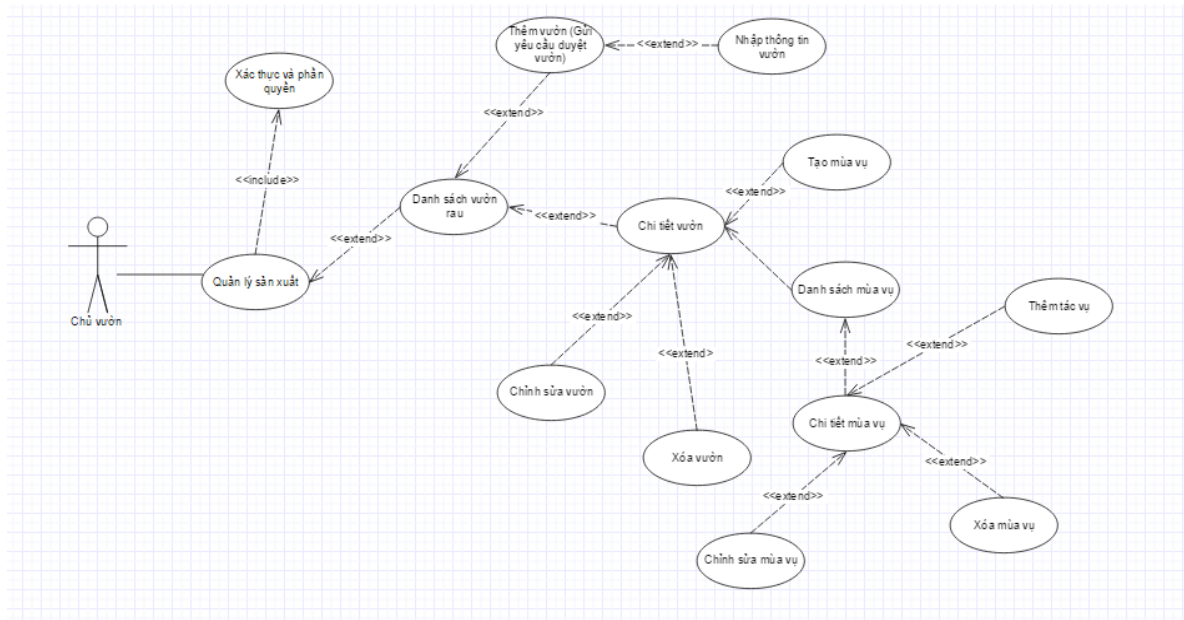 Thêm vườn (Gửi
yêu cầu duyệt
vườn)
<<extend>>
Nhập thông tin
vườn
Xác thực và phân
quyền
<<extend>>
Tạo mùa vụ
<<include>>
Danh sách vườn
rau
<<extend>>
<<extend>>
Chi tiết vườn
<<extend>>
Quản lý sản xuất
Danh sách mùa vụ
Thêm tác vụ
Chủ vườn
<<extend>>
<<extend>>
<<extend>
<<extend>>
Chỉnh sửa vườn
Chi tiết mùa vụ
Xóa vườn
<<extend>>
<<extend>>
Xóa mùa vụ
Chỉnh sửa mùa vụ